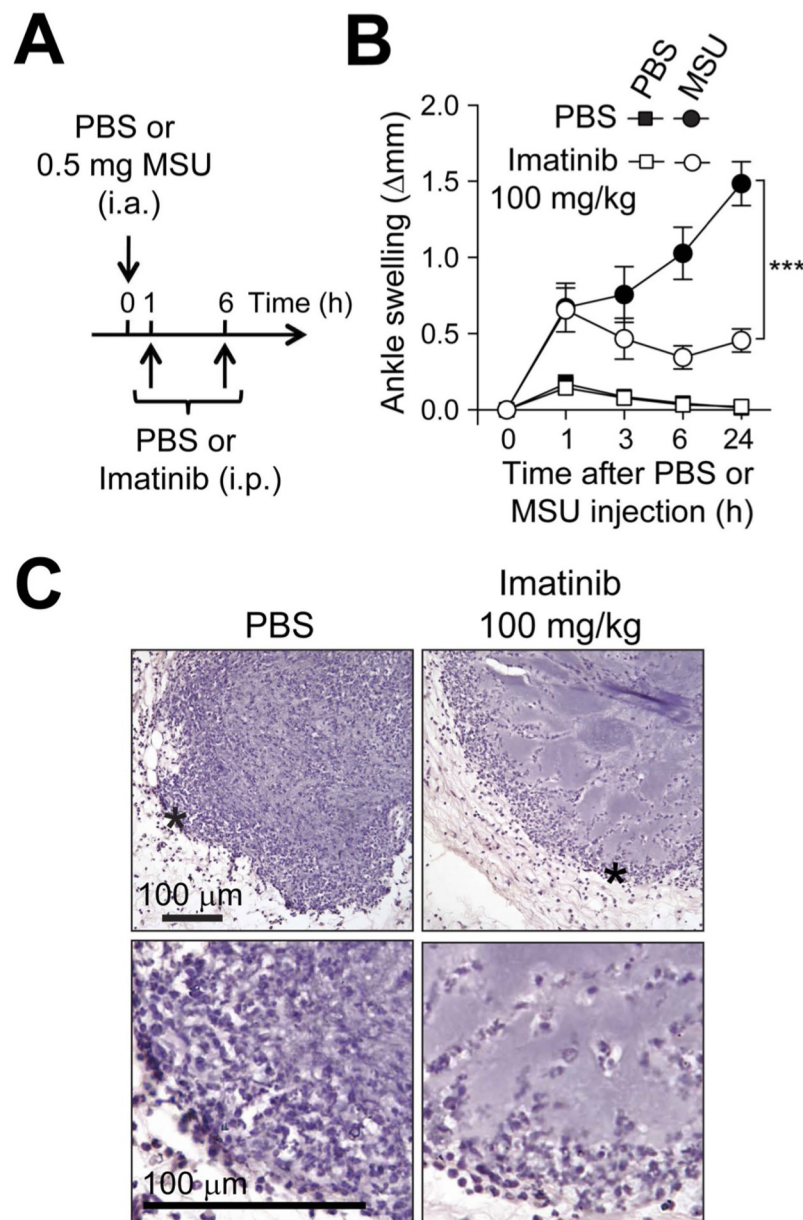 A
PBS or
0.5 mg MSU
(i.a.)
0 1 6 Time (h)
PBS or
Imatinib (i.p.)
B
PBS MSU
PBS
Imatinib
100 mg/kg
Ankle swelling (Δmm)
2.0
1.5
1.0
0.5
0.0
***
0 1 3 6 24
Time after PBS or
MSU injection (h)
C
PBS
Imatinib
100 mg/kg
*
*
100 μm
100 μm